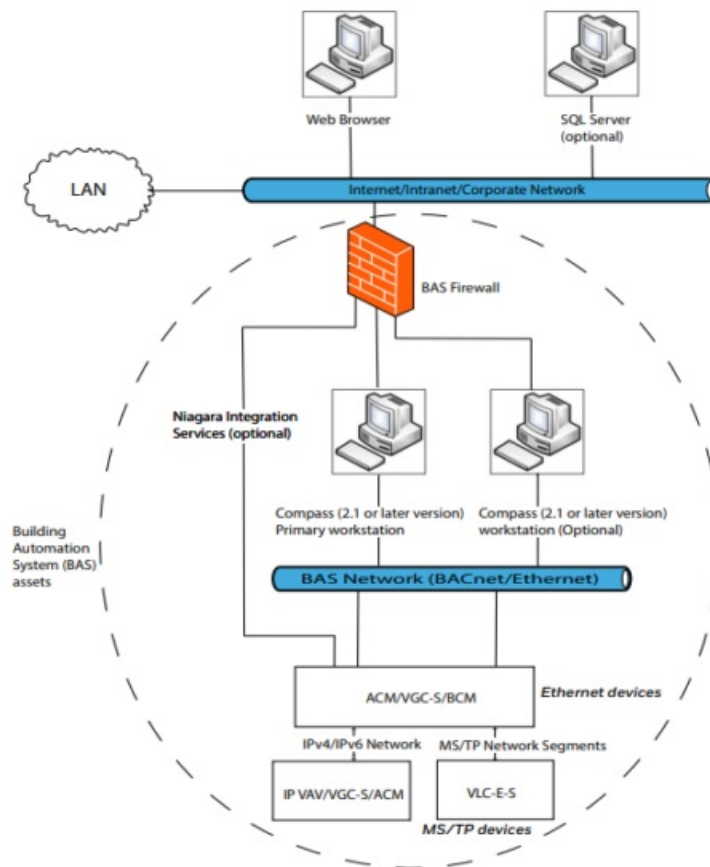 Web Browser
SQL Server
(optional)
LAN
Internet/Intranet/Corporate Network
BAS Firewall
Niagara Integration
Services (optional)
Compass (2.1 or later version)
Primary workstation
Compass (2.1 or later version)
workstation (Optional)
Building
Automation
System (BAS)
assets
BAS Network (BACnet/Ethernet)
ACM/VGC-S/BCM
Ethernet devices
IPv4/IPv6 Network
MS/TP Network Segments
IP VAV/VGC-S/ACM
VLC-E-S
MS/TP devices